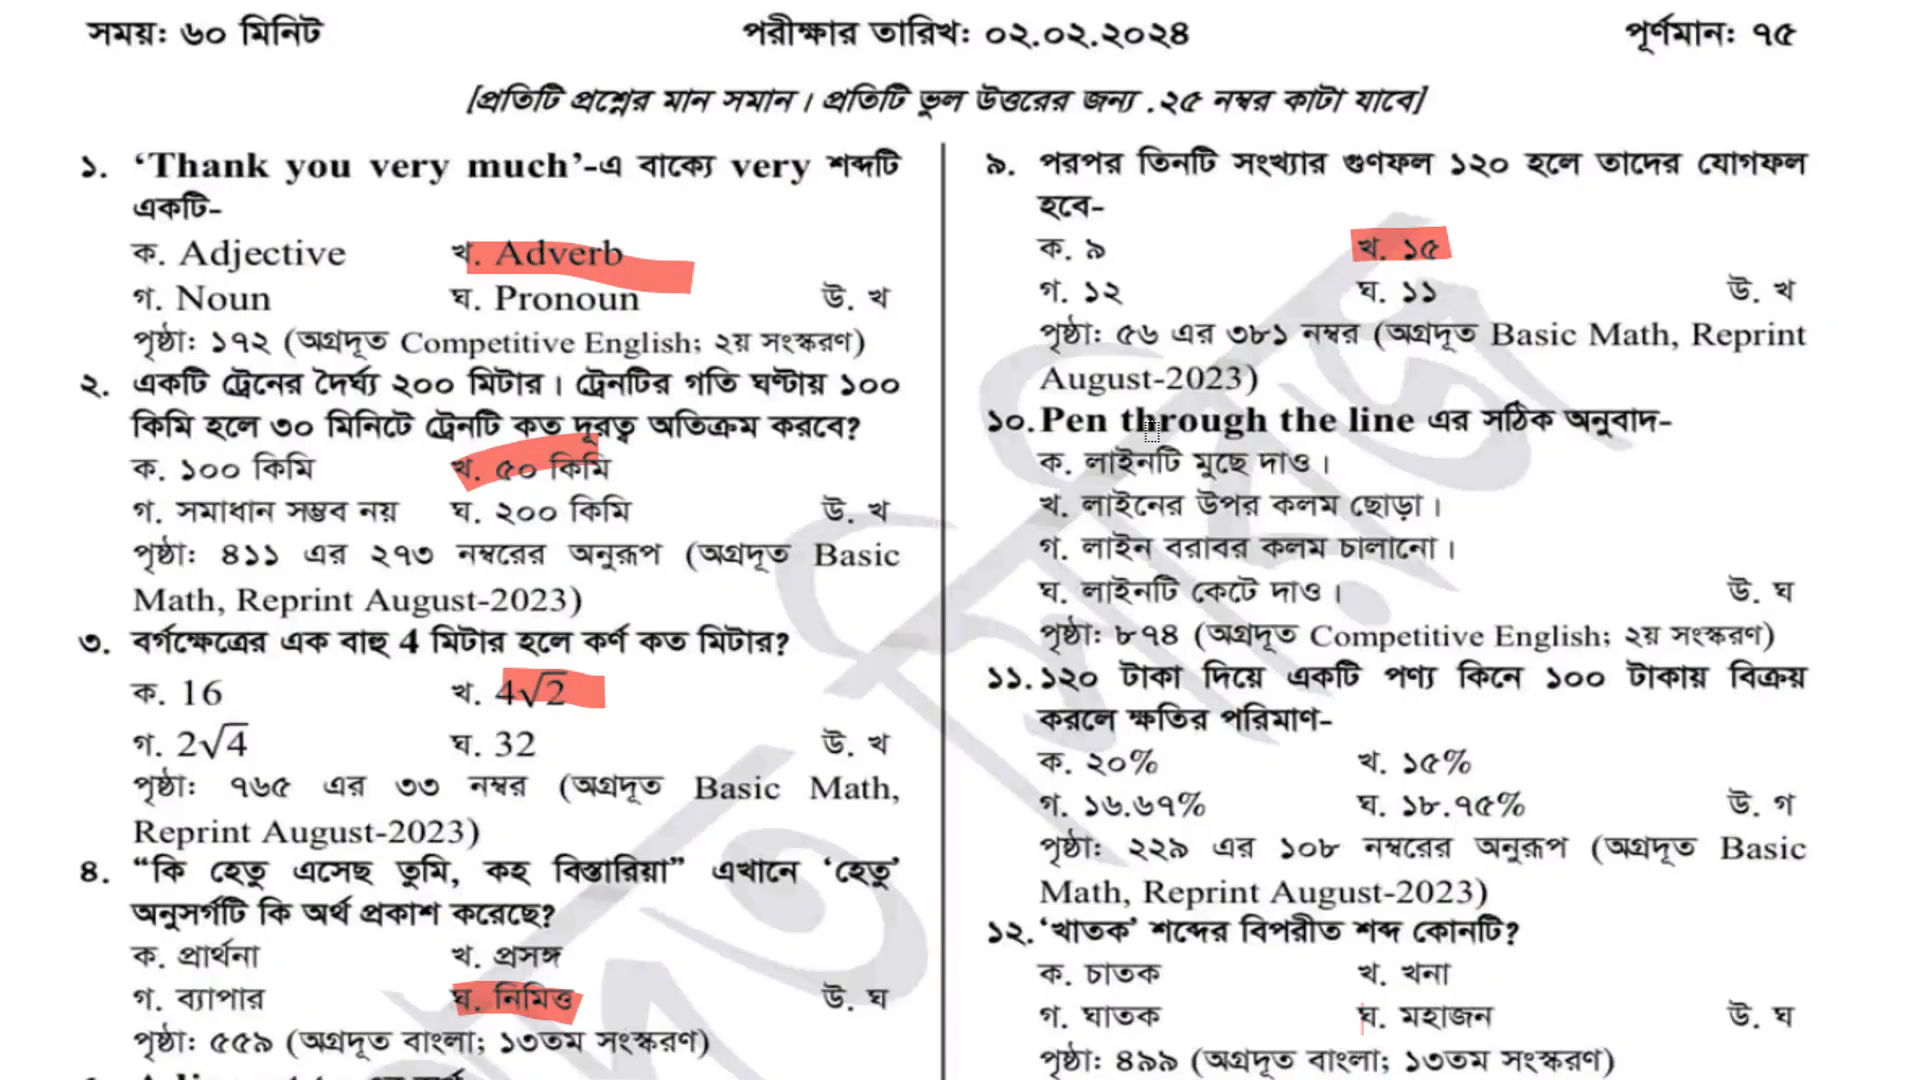 সময়: ৬০ মিনিট
পরীক্ষার তারিখ: ০২.০২.২০২৪
পূর্ণমান: ৭৫
[প্রতিটি প্রশ্নের মান সমান। প্রতিটি ভুল উত্তরের জন্য .২৫ নম্বর কাটা যাবে]
১. ‘Thank you very much’-এ বাক্যে very শব্দটি
একটি-
ক. Adjective খ. Adverb
গ. Noun ঘ. Pronoun উ. খ
পৃষ্ঠা: ১৭২ (অগ্রদূত Competitive English; ২য় সংস্করণ)
২. একটি ট্রেনের দৈর্ঘ্য ২০০ মিটার। ট্রেনটির গতি ঘণ্টায় ১০০
কিমি হলে ৩০ মিনিটে ট্রেনটি কত দূরত্ব অতিক্রম করবে?
ক. ১০০ কিমি খ. ৫০ কিমি
গ. সমাধান সম্ভব নয় ঘ. ২০০ কিমি উ. খ
পৃষ্ঠা: ৪১১ এর ২৭৩ নম্বরের অনুরূপ (অগ্রদূত Basic
Math, Reprint August-2023)
৩. বর্গক্ষেত্রের এক বাহু 4 মিটার হলে কর্ণ কত মিটার?
ক. 16 খ. 4√2
গ. 2√4 ঘ. 32 উ. খ
পৃষ্ঠা: ৭৬৫ এর ৩৩ নম্বর (অগ্রদূত Basic Math,
Reprint August-2023)
৪. “কি হেতু এসেছ তুমি, কহ বিস্তারিয়া” এখানে ‘হেতু’
অনুসর্গটি কি অর্থ প্রকাশ করেছে?
ক. প্রার্থনা খ. প্রসঙ্গ
গ. ব্যাপার ঘ. নিমিত্ত উ. ঘ
পৃষ্ঠা: ৫৫৯ (অগ্রদূত বাংলা; ১৩তম সংস্করণ)
৯. পরপর তিনটি সংখ্যার গুণফল ১২০ হলে তাদের যোগফল
হবে-
ক. ৯ খ. ১৫
গ. ১২ ঘ. ১১ উ. খ
পৃষ্ঠা: ৫৬ এর ৩৮১ নম্বর (অগ্রদূত Basic Math, Reprint
August-2023)
১০. Pen through the line এর সঠিক অনুবাদ-
ক. লাইনটি মুছে দাও।
খ. লাইনের উপর কলম ছোড়া।
গ. লাইন বরাবর কলম চালানো।
ঘ. লাইনটি কেটে দাও। উ. ঘ
পৃষ্ঠা: ৮৭৪ (অগ্রদূত Competitive English; ২য় সংস্করণ)
১১. ১২০ টাকা দিয়ে একটি পণ্য কিনে ১০০ টাকায় বিক্রয়
করলে ক্ষতির পরিমাণ-
ক. ২০% খ. ১৫%
গ. ১৬.৬৭% ঘ. ১৮.৭৫% উ. গ
পৃষ্ঠা: ২২৯ এর ১০৮ নম্বরের অনুরূপ (অগ্রদূত Basic
Math, Reprint August-2023)
১২. ‘খাতক’ শব্দের বিপরীত শব্দ কোনটি?
ক. চাতক খ. খনা
গ. ঘাতক ঘ. মহাজন উ. ঘ
পৃষ্ঠা: ৪৯৯ (অগ্রদূত বাংলা; ১৩তম সংস্করণ)